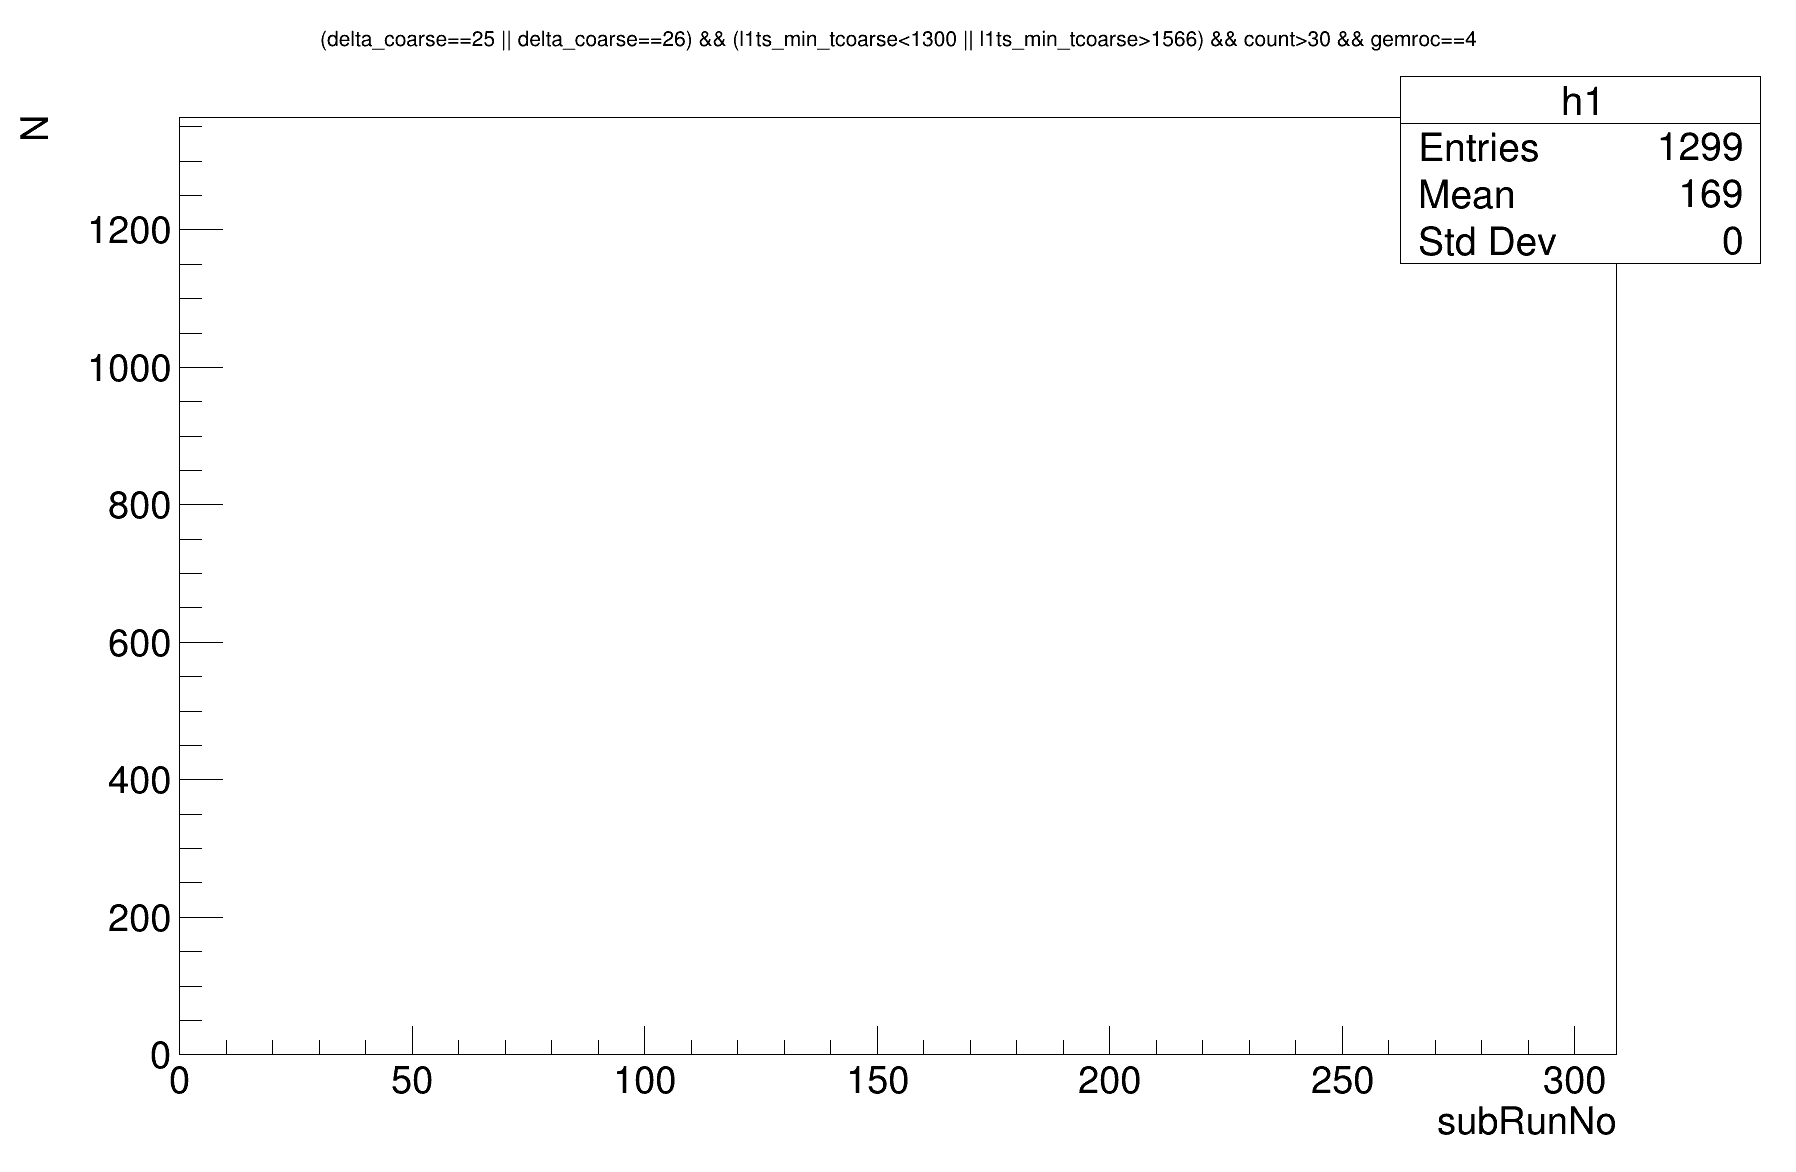 (delta_coarse==25 || delta_coarse==26) && (l1ts_min_tcoarse<1300 || l1ts_min_tcoarse>1566) && count>30 && gemroc==4
h1
Entries 1299
Mean 169
Std Dev 0
N
1200
1000
800
600
400
200
0
0 50 100 150 200 250 300
subRunNo